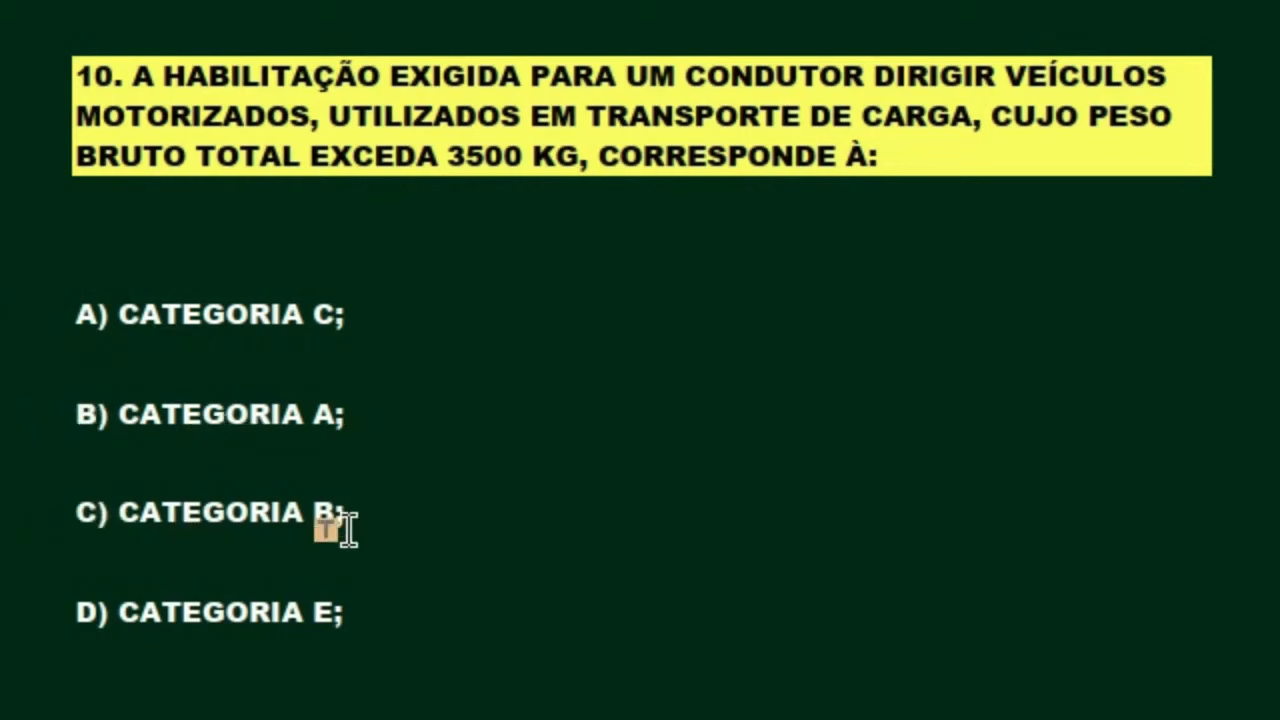 10. A HABILITAÇÃO EXIGIDA PARA UM CONDUTOR DIRIGIR VEÍCULOS
MOTORIZADOS, UTILIZADOS EM TRANSPORTE DE CARGA, CUJO PESO
BRUTO TOTAL EXCEDA 3500 KG, CORRESPONDE À:
A) CATEGORIA C;
B) CATEGORIA A;
C) CATEGORIA B;
T
D) CATEGORIA E;